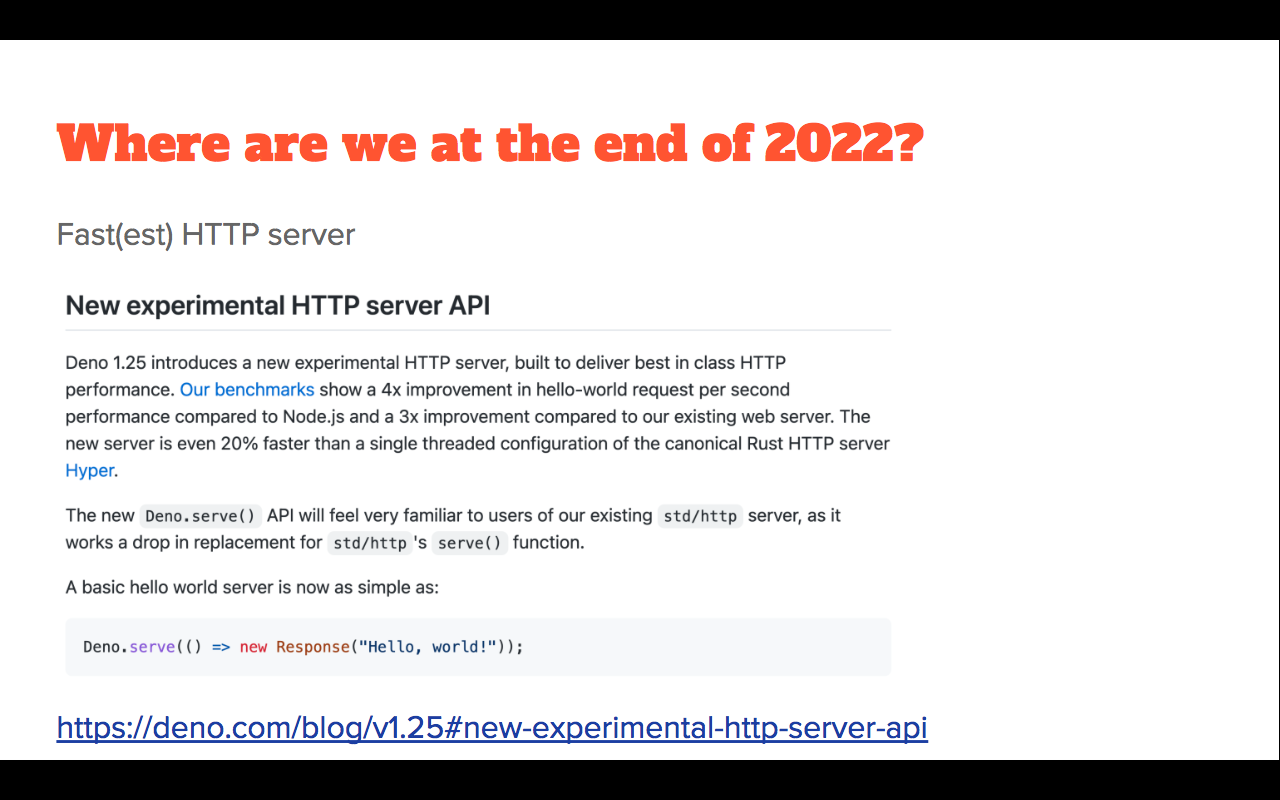 Where are we at the end of 2022?
Fast(est) HTTP server
New experimental HTTP server API
Deno 1.25 introduces a new experimental HTTP server, built to deliver best in class HTTP
performance. Our benchmarks show a 4x improvement in hello-world request per second
performance compared to Node.js and a 3x improvement compared to our existing web server. The
new server is even 20% faster than a single threaded configuration of the canonical Rust HTTP server
Hyper.
The new Deno.serve() API will feel very familiar to users of our existing std/http server, as it
works a drop in replacement for std/http 's serve() function.
A basic hello world server is now as simple as:
Deno.serve(() => new Response("Hello, world!"));
https://deno.com/blog/v1.25#new-experimental-http-server-api